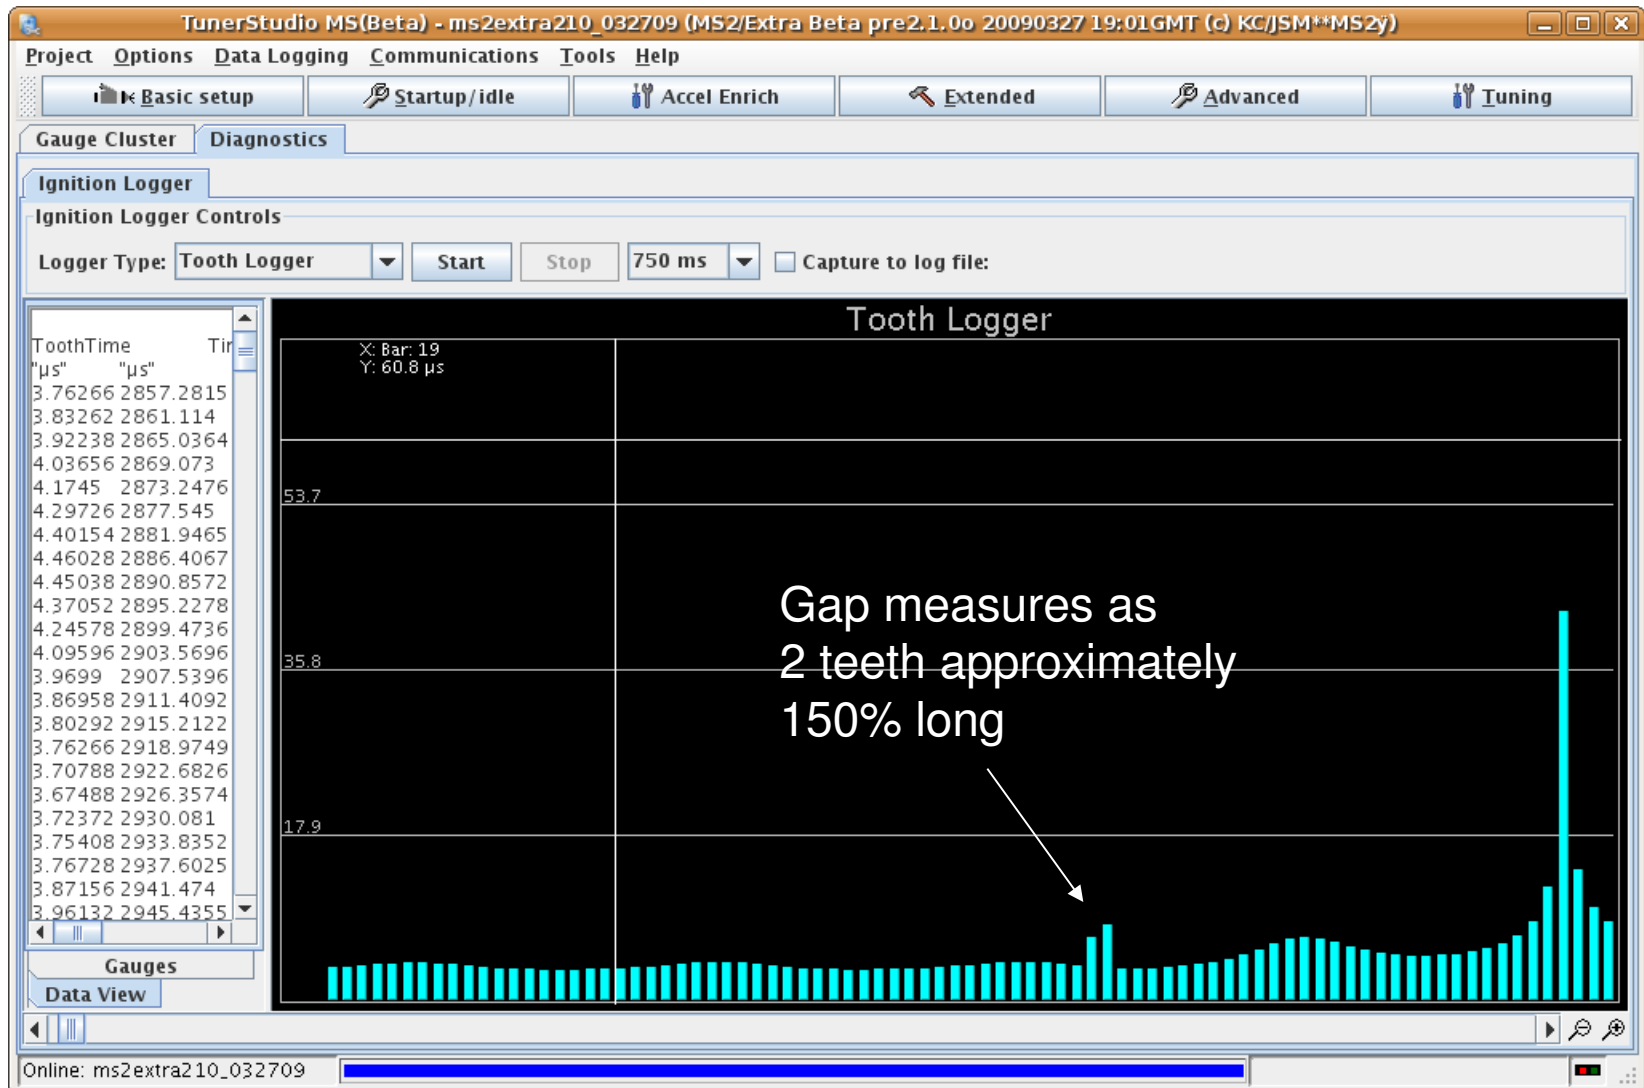 TunerStudio MS(Beta) - ms2extra210_032709 (MS2/Extra Beta pre2.1.0o 20090327 19:01GMT (c) KC/JSM**MS2ÿ)
Project Options Data Logging Communications Tools Help
Basic setup Startup/idle Accel Enrich Extended Advanced Tuning
Gauge Cluster Diagnostics
Ignition Logger
Ignition Logger Controls
Logger Type: Tooth Logger Start Stop 750 ms Capture to log file:
Tooth Logger
X: Bar: 19
Y: 60.8 µs
53.7
35.8
17.9
Gap measures as
2 teeth approximately
150% long
ToothTime Tir
"µs" "µs"
3.76266 2857.2815
3.83262 2861.114
3.92238 2865.0364
4.03656 2869.073
4.1745 2873.2476
4.29726 2877.545
4.40154 2881.9465
4.46028 2886.4067
4.45038 2890.8572
4.37052 2895.2278
4.24578 2899.4736
4.09596 2903.5696
3.9699 2907.5396
3.86958 2911.4092
3.80292 2915.2122
3.76266 2918.9749
3.70788 2922.6826
3.67488 2926.3574
3.72372 2930.081
3.75408 2933.8352
3.76728 2937.6025
3.87156 2941.474
3.96132 2945.4355
Gauges
Data View
Online: ms2extra210_032709